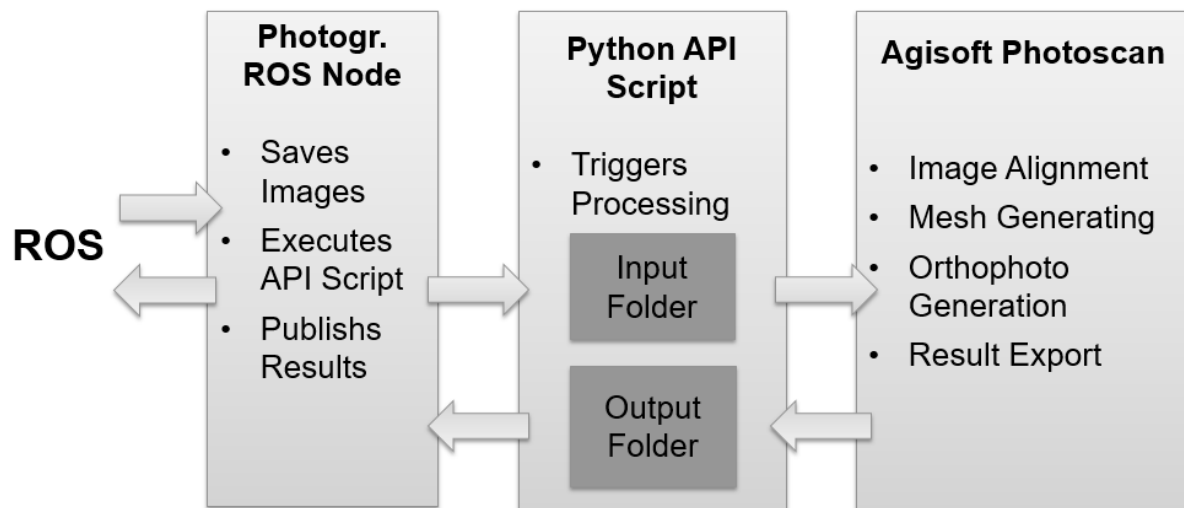 ROS
Photogr.
ROS Node
• Saves
Images
• Executes
API Script
• Publishs
Results
Python API
Script
• Triggers
Processing
Input
Folder
Output
Folder
Agisoft Photoscan
• Image Alignment
• Mesh Generating
• Orthophoto
Generation
• Result Export